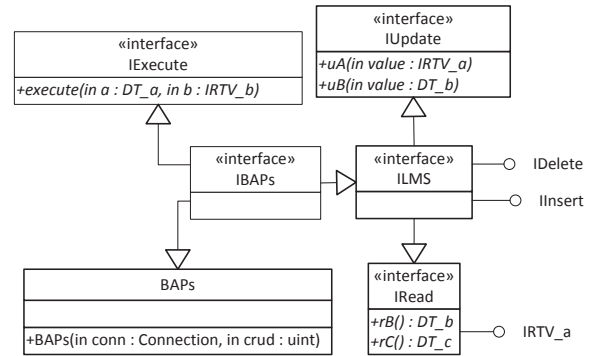 «interface»
IExecute
+execute(in a : DT_a, in b : IRTV_b)
«interface»
IUpdate
+uA(in value : IRTV_a)
+uB(in value : DT_b)
«interface»
IBAPs
«interface»
ILMS
IDelete
IInsert
BAPs
+BAPs(in conn : Connection, in crud : uint)
«interface»
IRead
+rB() : DT_b
+rC() : DT_c
IRTV_a